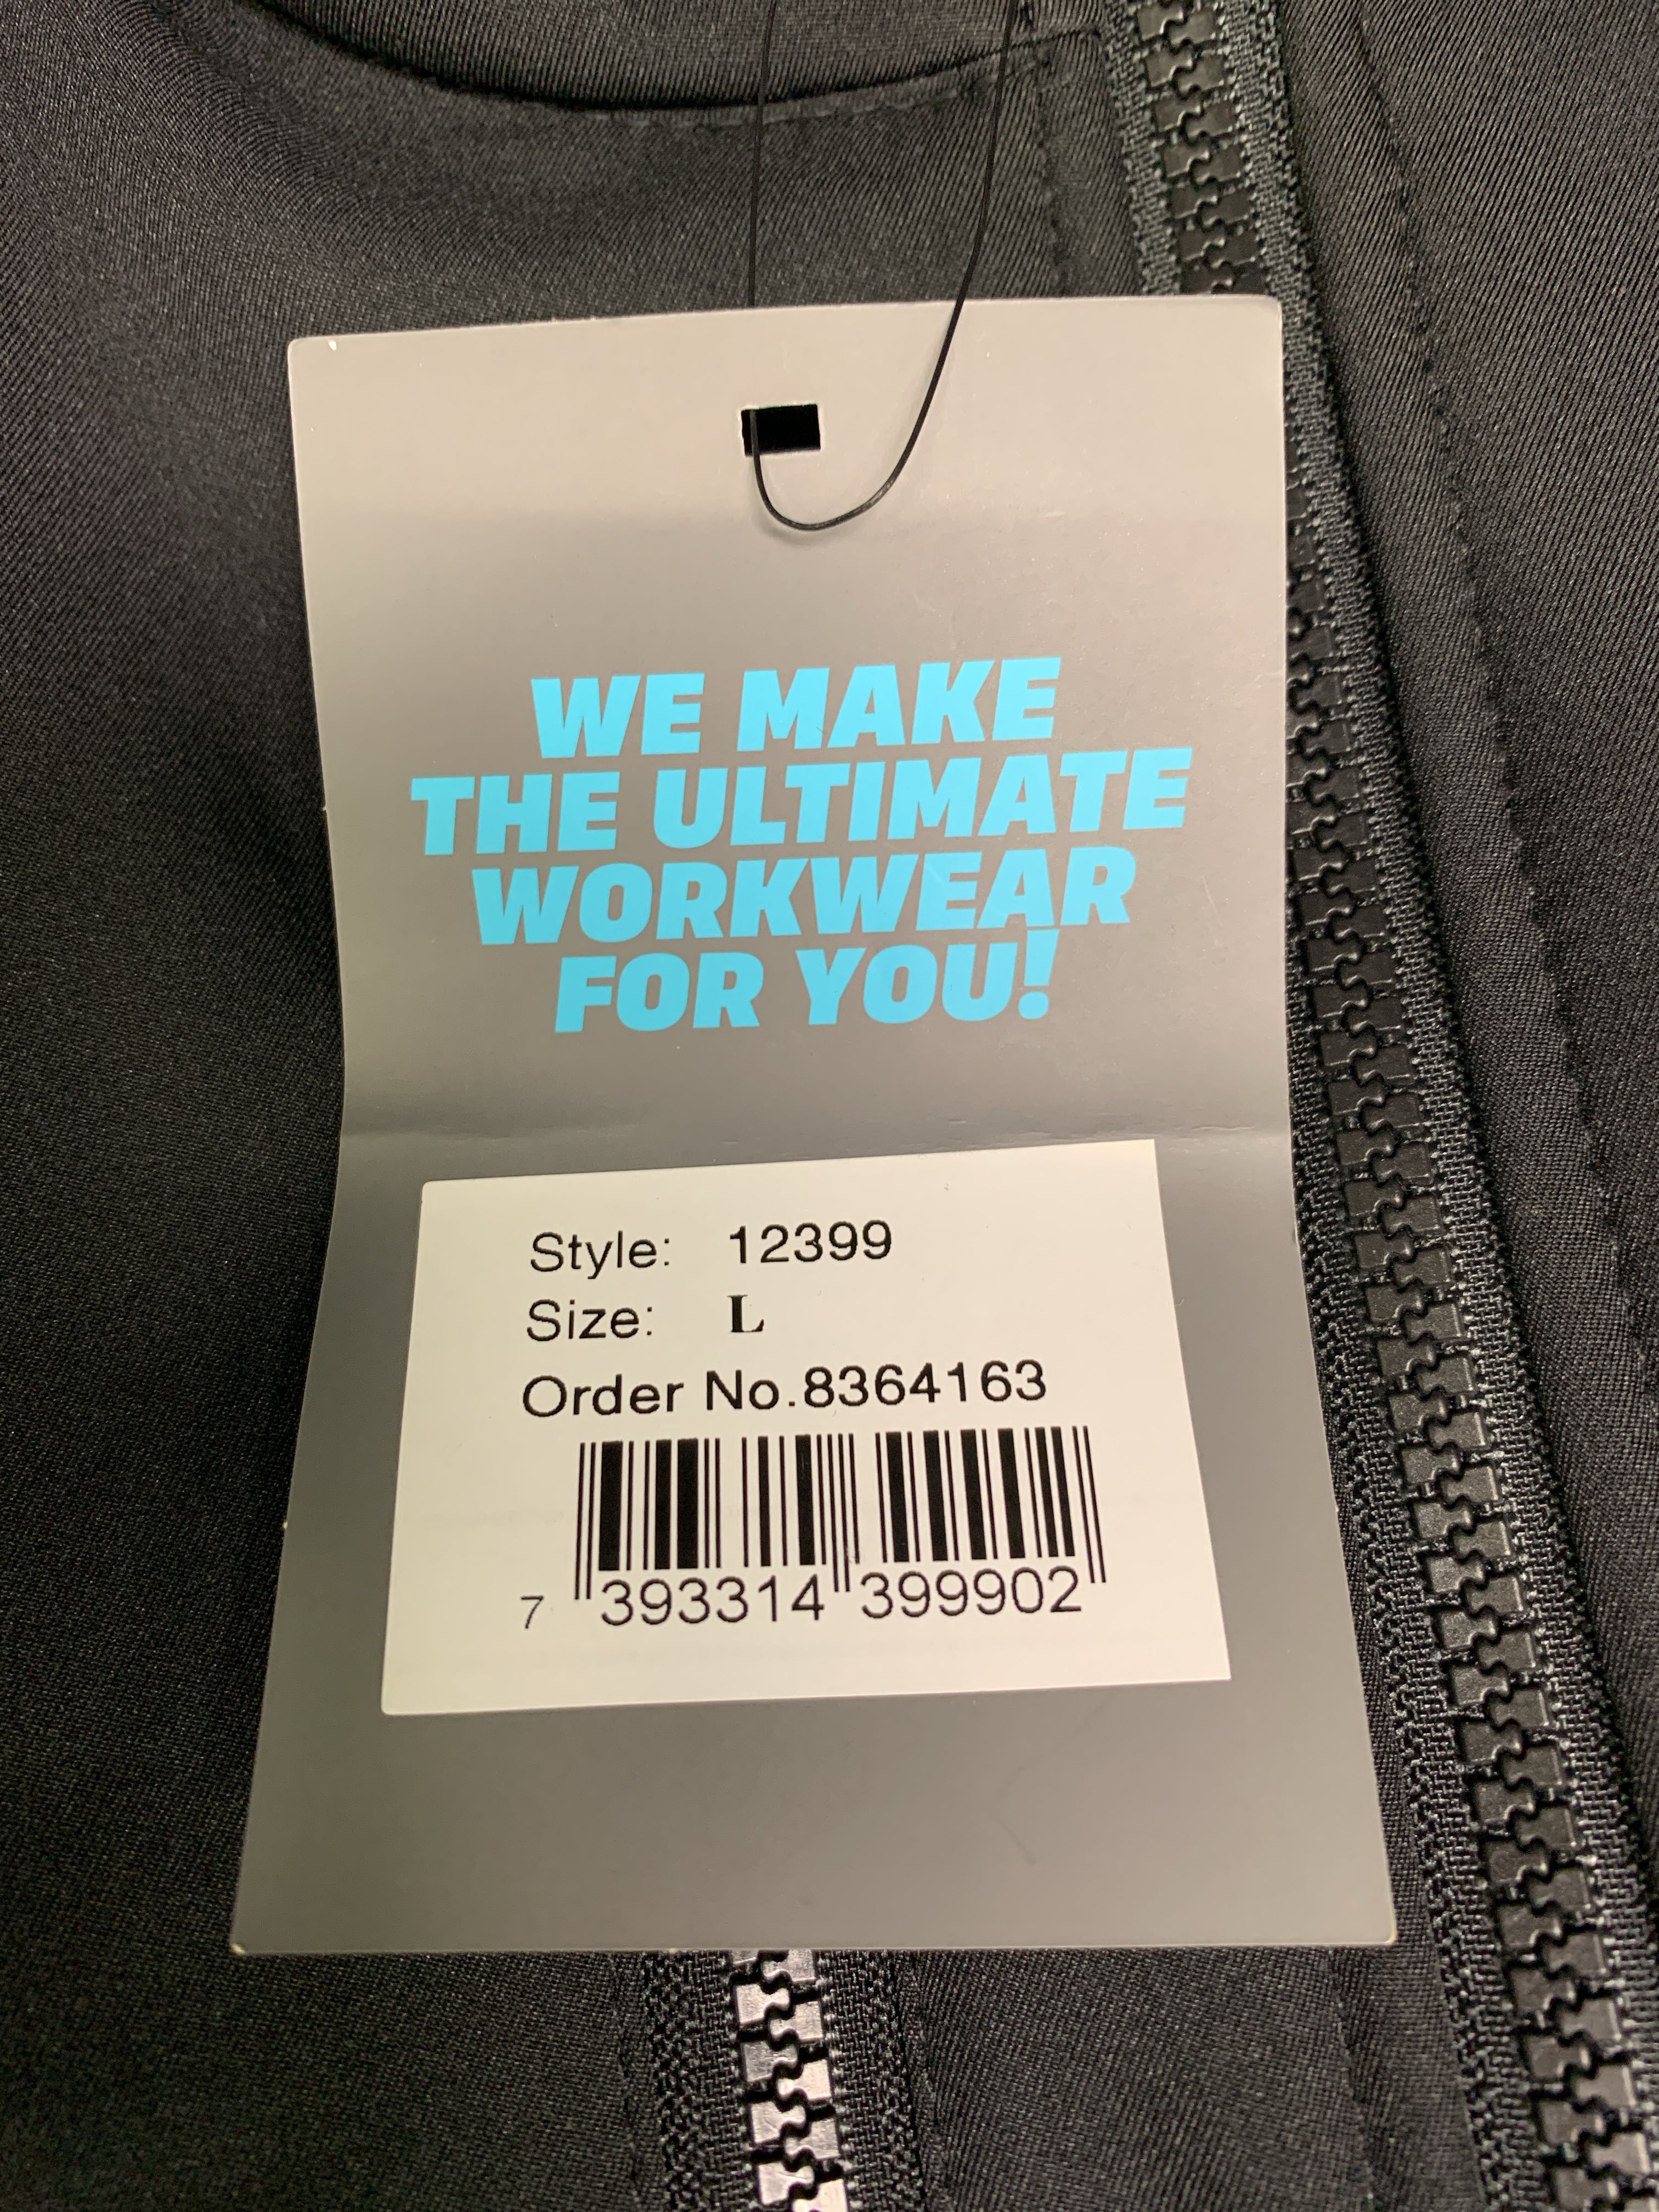 WE MAKE
THE ULTIMATE
WORKWEAR
FOR YOU!
Style: 12399
Size: L
Order No.8364163
7 393314 399902